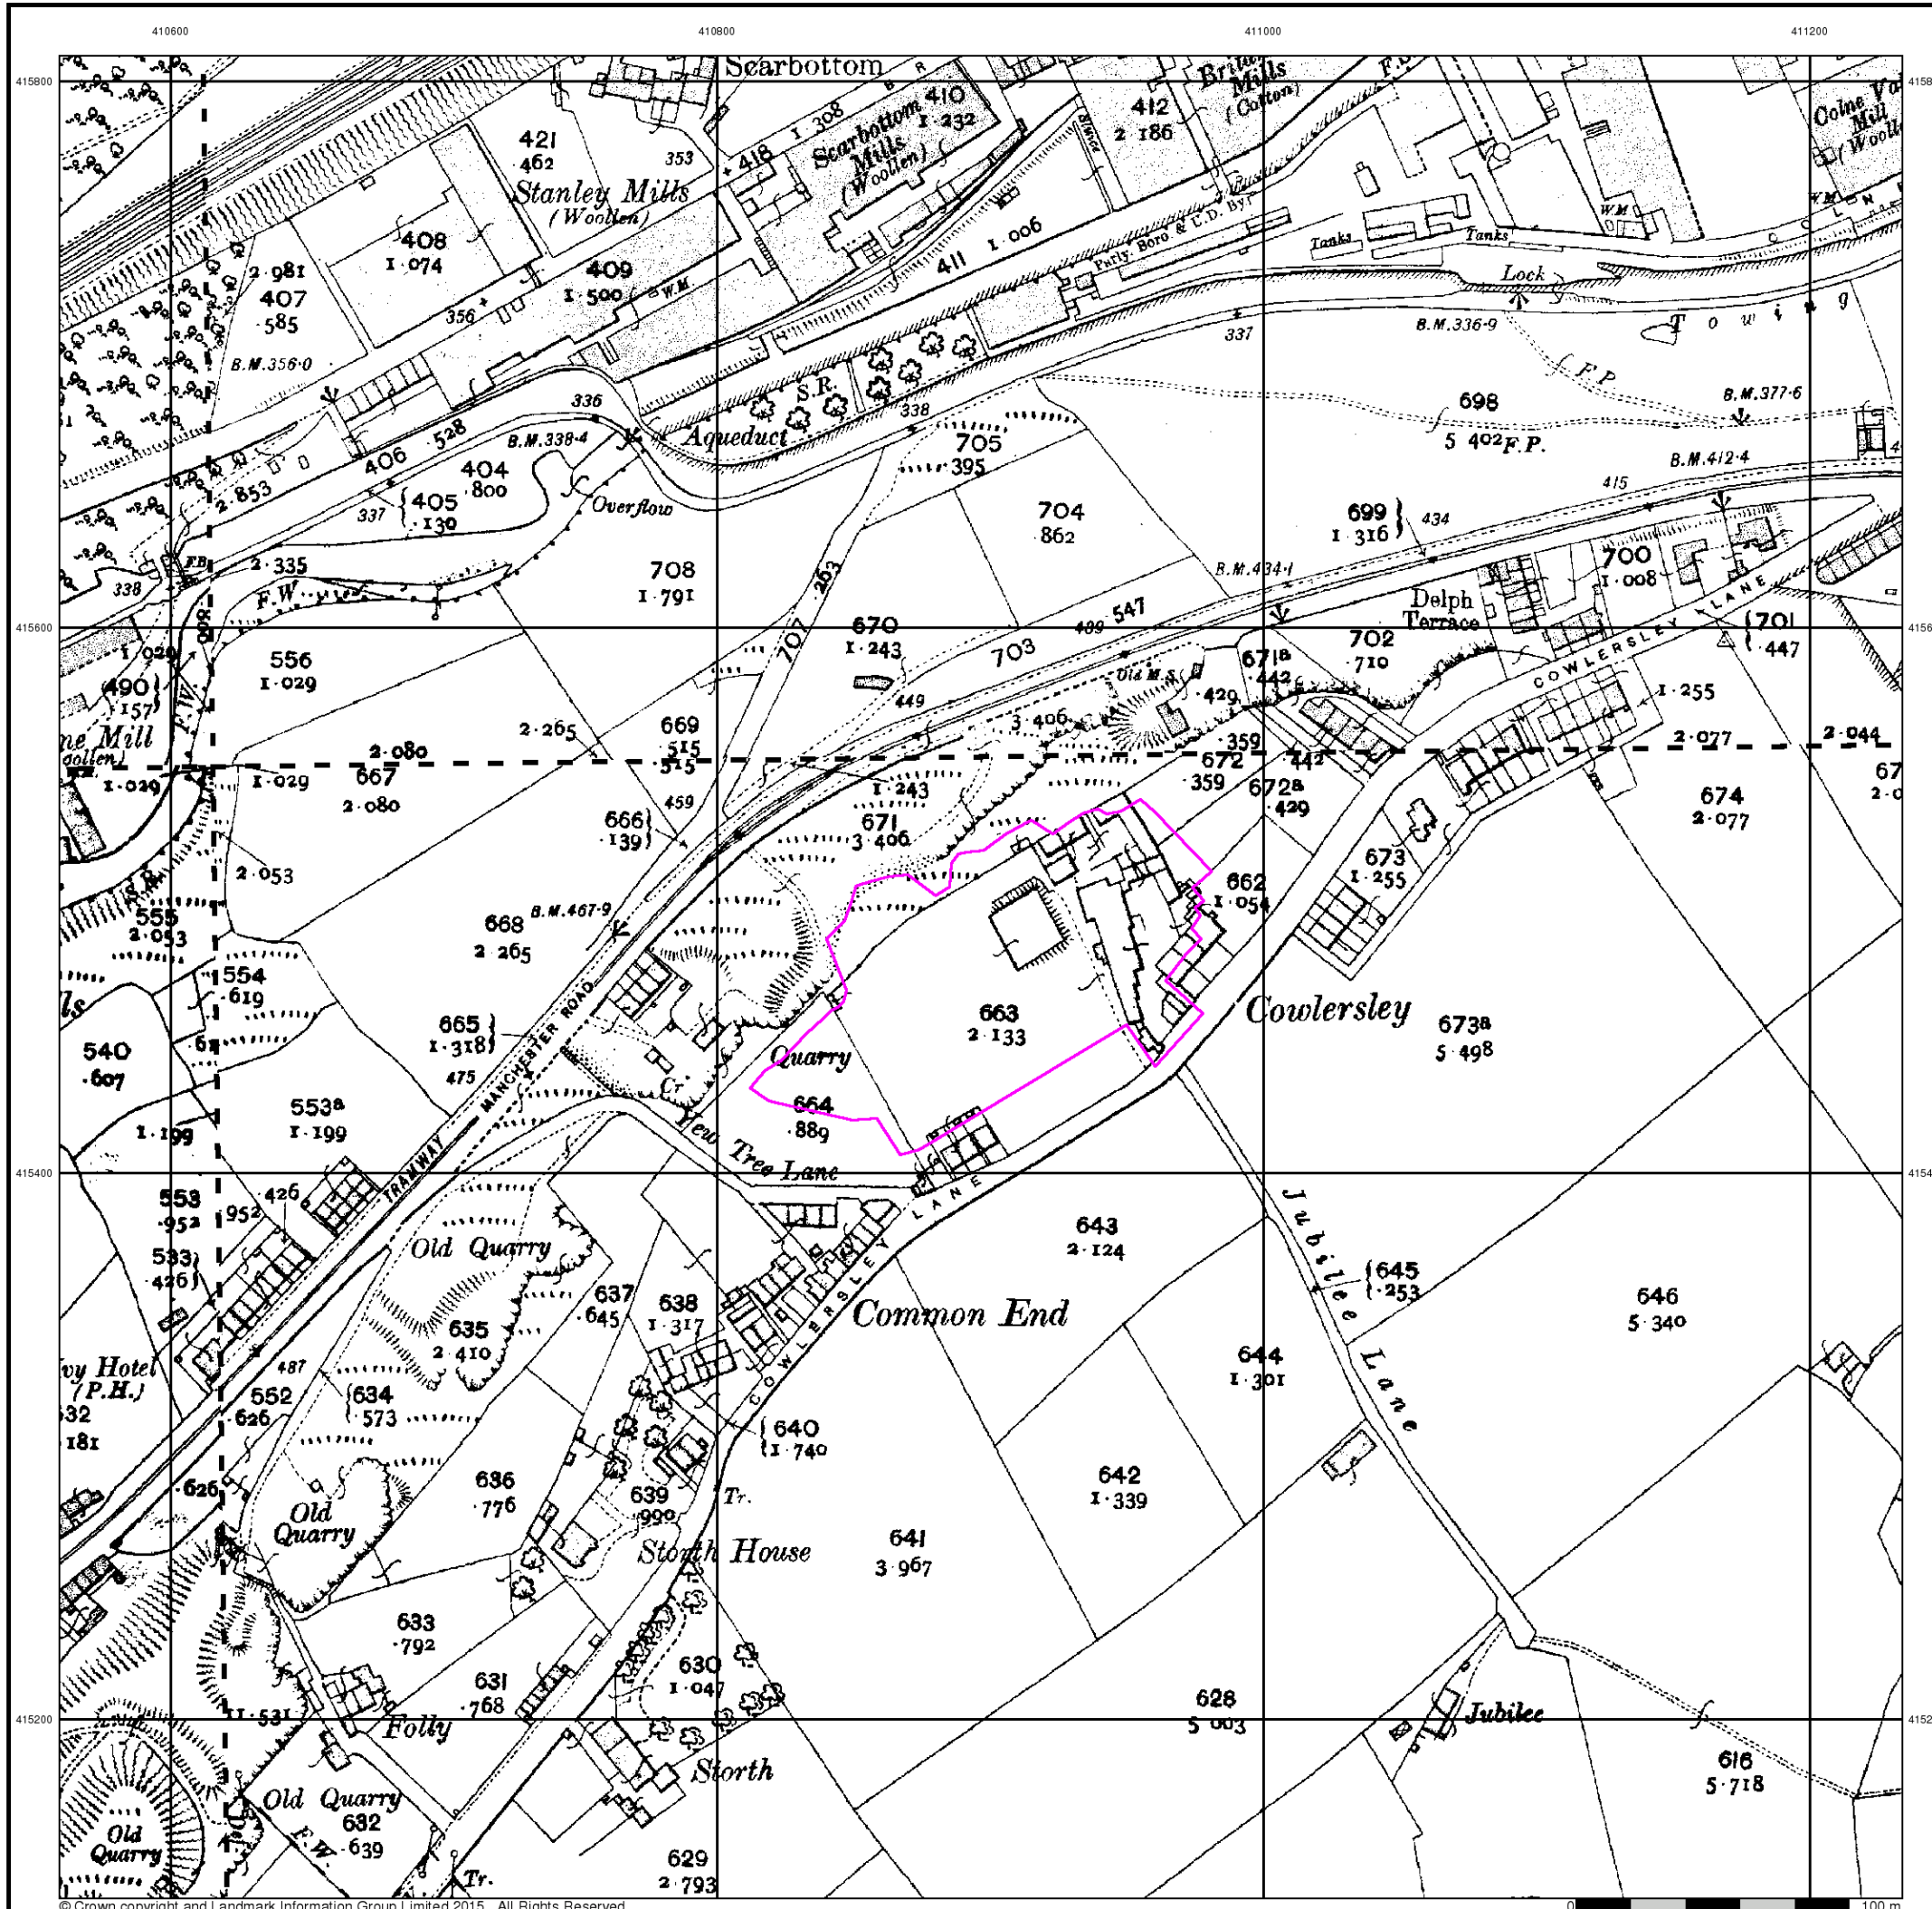 410600
410800
411000
411200
415800
Scarbottom
410
1·232
1·308
418
Scarbottom
Mills
(Woollen)
412
2·186
Mills
(Cotton)
Colne
Mill
421
·462
353
Stanley Mills
(Woollen)
408
1·074
409
1·500
W.M
2·981
407
·585
356
B.M.356·0
411
1·006
Parly. Boro. & U.D. By.
Tanks
Tanks
W.M
W.M
Lock
B.M.336·9
337
Towing
F.P.
S.R.
336
338
B.M.338·4
Aqueduct
406
·528
404
·800
2·853
337
405
·130
Overflow
705
·395
704
·862
698
5·402
F.P.
B.M.377·6
B.M.412·4
415
699
1·316
434
F.B.
338
2·335
F.W.
708
1·791
707
·263
B.M.434·1
700
1·008
Delph
Terrace
COWLERSLEY LANE
701
·447
415600
1·029
490
·157
F.W.
556
1·029
670
1·243
703
489
·547
702
·710
671a
·442
Old M.S.
·429
1·255
449
3·406
2·265
669
·515
·515
2·080
667
2·080
1·029
1·029
Mill
1·243
·359
672
·359
·442
672a
·429
2·077
2·044
674
2·077
459
666
·139
671
3·406
673
1·255
2·053
S.R.
555
2·053
662
1·054
668
2·265
B.M.467·9
554
·619
663
2·133
Cowlersley
673a
5·498
665
1·318
475
MANCHESTER ROAD
TRAMWAY
Quarry
Cr.
664
·889
Yew Tree Lane
540
·607
553a
1·199
1·199
415400
553
·952
·952
·426
533
·426
Old Quarry
LANE
643
2·124
Jubilee Lane
645
·253
646
5·340
637
·645
638
1·317
Common End
COWLERSLEY
635
2·410
487
634
·573
552
·626
Hotel
(P.H.)
181
644
1·301
640
1·740
·626
636
·776
639
·990
Tr.
642
1·339
Old
Quarry
Storth House
641
3·967
633
·792
631
·768
630
1·047
628
5·003
11·531
Folly
Jubilee
616
5·718
Storth
Old Quarry
632
·639
Old
Quarry
F.W.
Tr.
629
2·793
© Crown copyright and Landmark Information Group Limited 2015. All Rights Reserved.
0
100 m